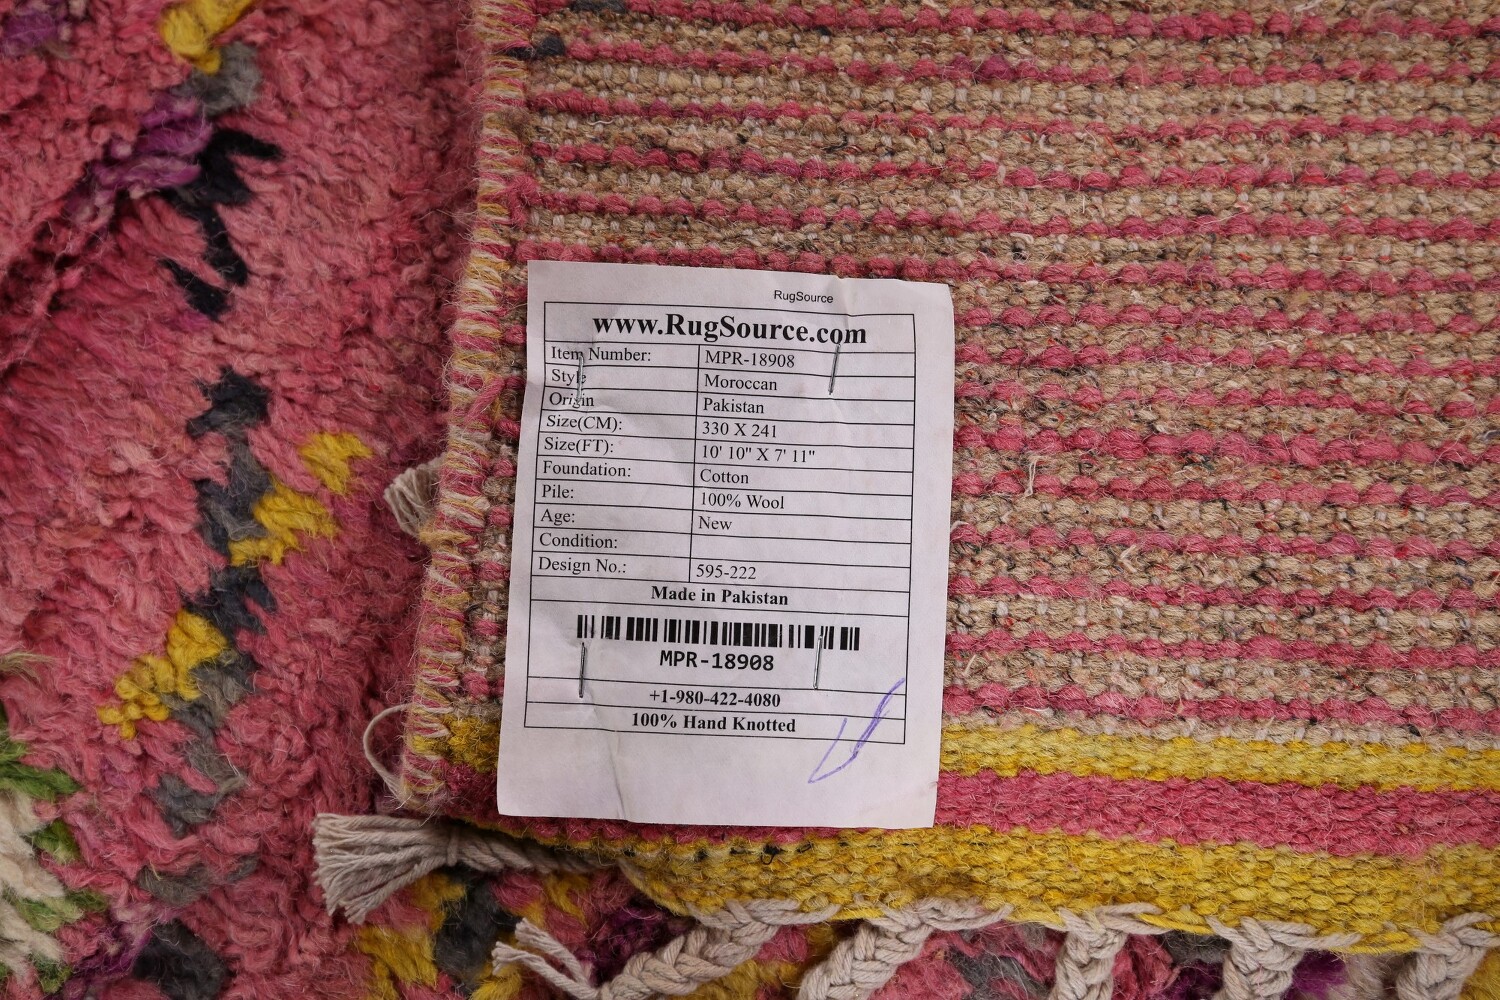 RugSource
www.RugSource.com
Item Number: MPR-18908
Style Moroccan
Origin Pakistan
Size(CM): 330 X 241
Size(FT): 10' 10" X 7' 11"
Foundation: Cotton
Pile: 100% Wool
Age: New
Condition:
Design No.: 595-222
Made in Pakistan
MPR-18908
+1-980-422-4080
100% Hand Knotted